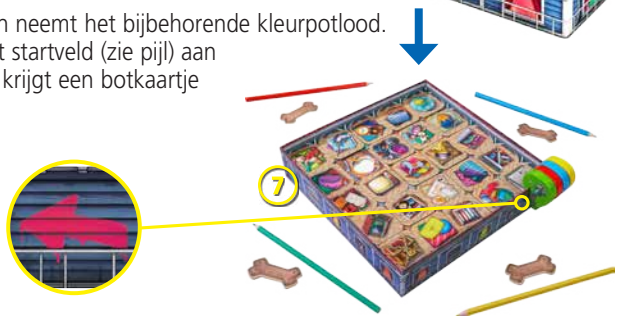 n neemt het bijbehorende kleurpotlood.
t startveld (zie pijl) aan
krijgt een botkaartje
7